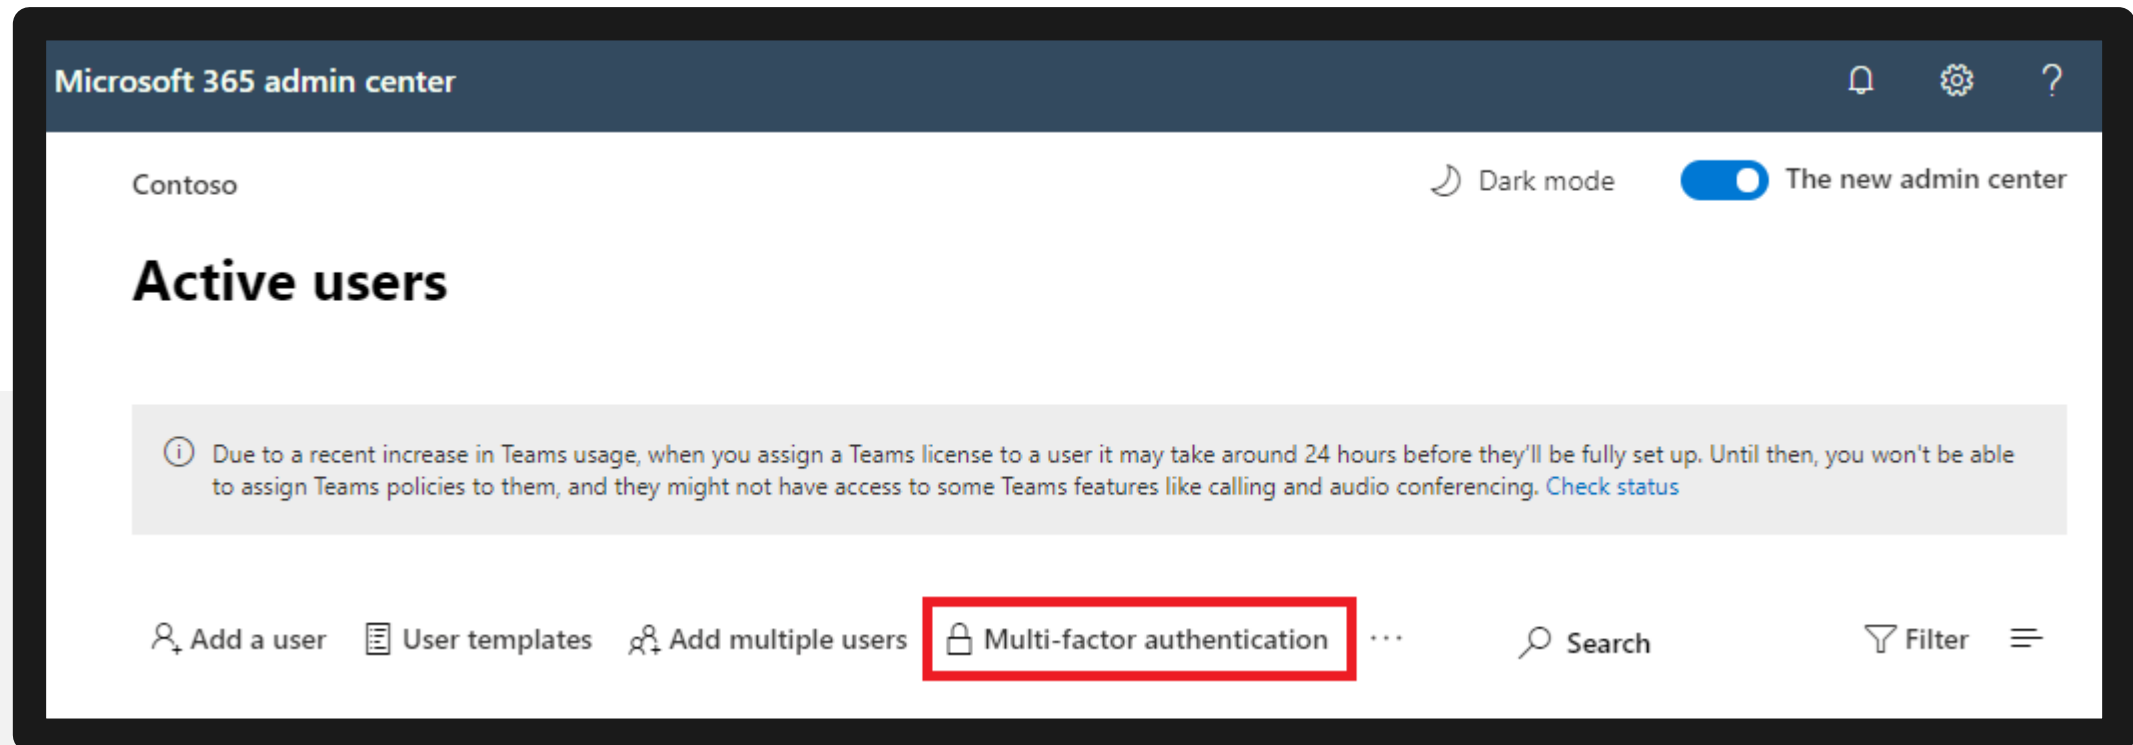 Microsoft 365 admin center
?
Contoso
Dark mode
The new admin center
Active users
Due to a recent increase in Teams usage, when you assign a Teams license to a user it may take around 24 hours before they'll be fully set up. Until then, you won't be able
to assign Teams policies to them, and they might not have access to some Teams features like calling and audio conferencing. Check status
Add a user User templates Add multiple users Multi-factor authentication ... Search Filter